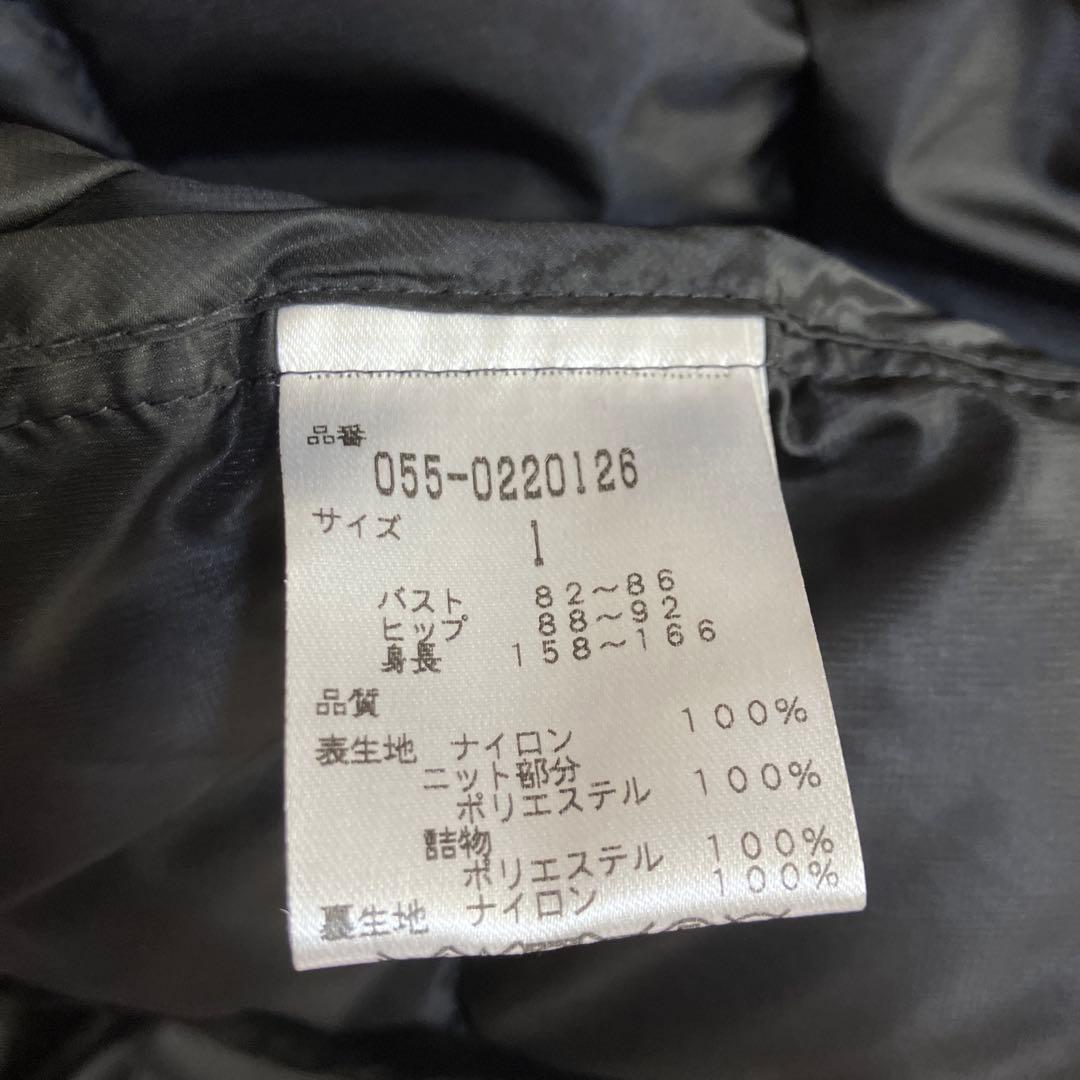 品番
055-0220126
サイズ 1
バスト 82～86
ヒップ 88～92
身長 158～166
品質
表生地 ナイロン 100%
ニット部分
ポリエステル 100%
詰物
ポリエステル 100%
裏生地 ナイロン 100%